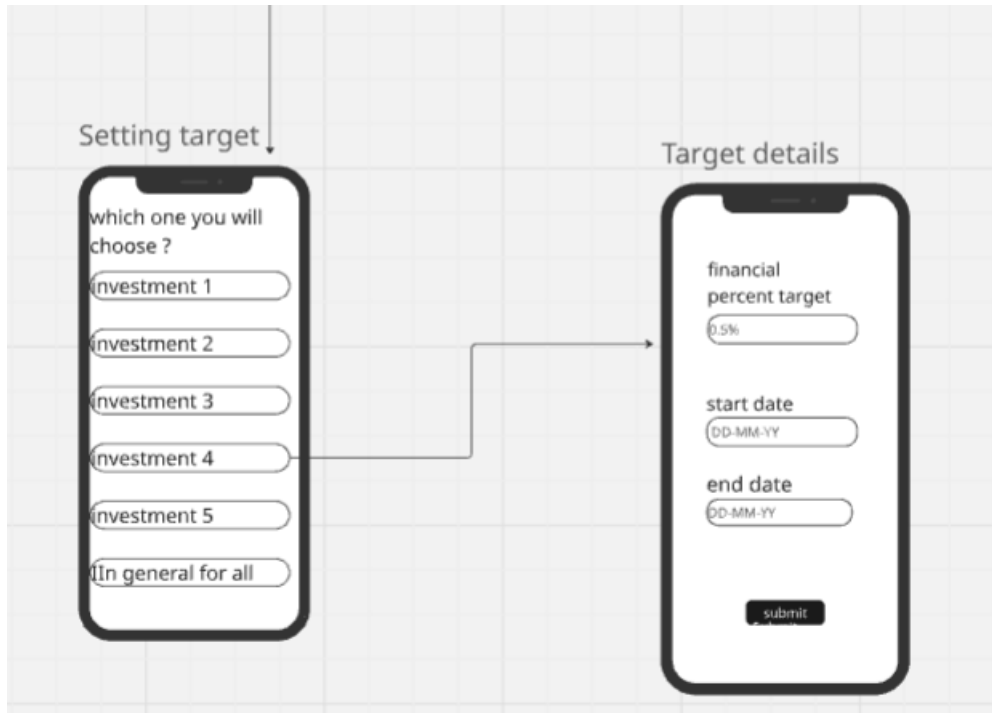 Setting target
which one you will
choose ?
investment 1
investment 2
investment 3
investment 4
investment 5
IIn general for all
Target details
financial
percent target
0.5%
start date
DD-MM-YY
end date
DD-MM-YY
submit